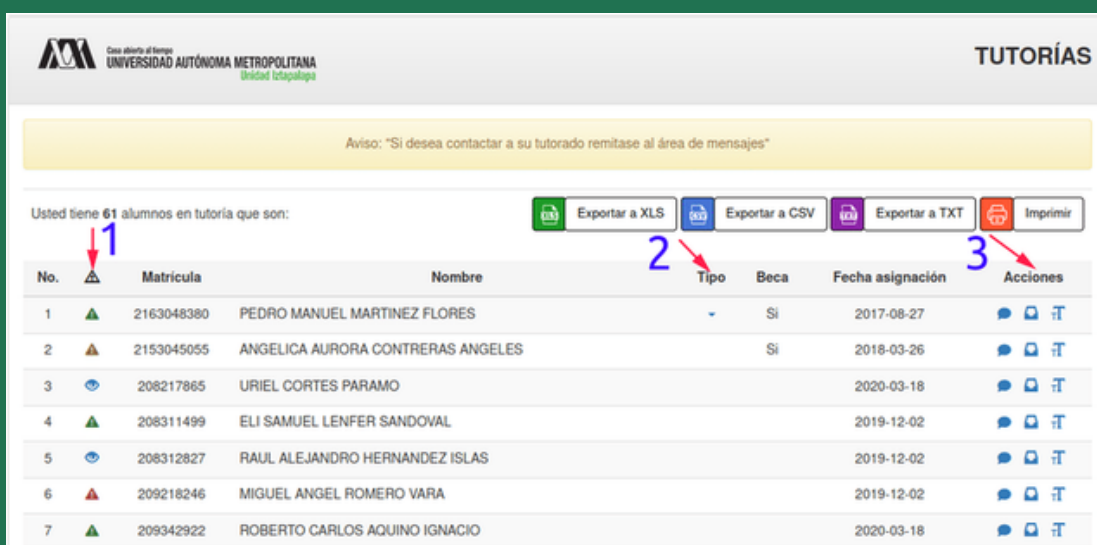 Casa abierta al tiempo
UNIVERSIDAD AUTÓNOMA METROPOLITANA
Unidad Iztapalapa
TUTORÍAS
Aviso: "Si desea contactar a su tutorado remítase al área de mensajes"
Usted tiene 61 alumnos en tutoría que son:
XLS Exportar a XLS CSV Exportar a CSV TXT Exportar a TXT Imprimir
1 2 3
No. Matrícula Nombre Tipo Beca Fecha asignación Acciones
1 2163048380 PEDRO MANUEL MARTINEZ FLORES Si 2017-08-27
2 2153045055 ANGELICA AURORA CONTRERAS ANGELES Si 2018-03-26
3 208217865 URIEL CORTES PARAMO 2020-03-18
4 208311499 ELI SAMUEL LENFER SANDOVAL 2019-12-02
5 208312827 RAUL ALEJANDRO HERNANDEZ ISLAS 2019-12-02
6 209218246 MIGUEL ANGEL ROMERO VARA 2019-12-02
7 209342922 ROBERTO CARLOS AQUINO IGNACIO 2020-03-18